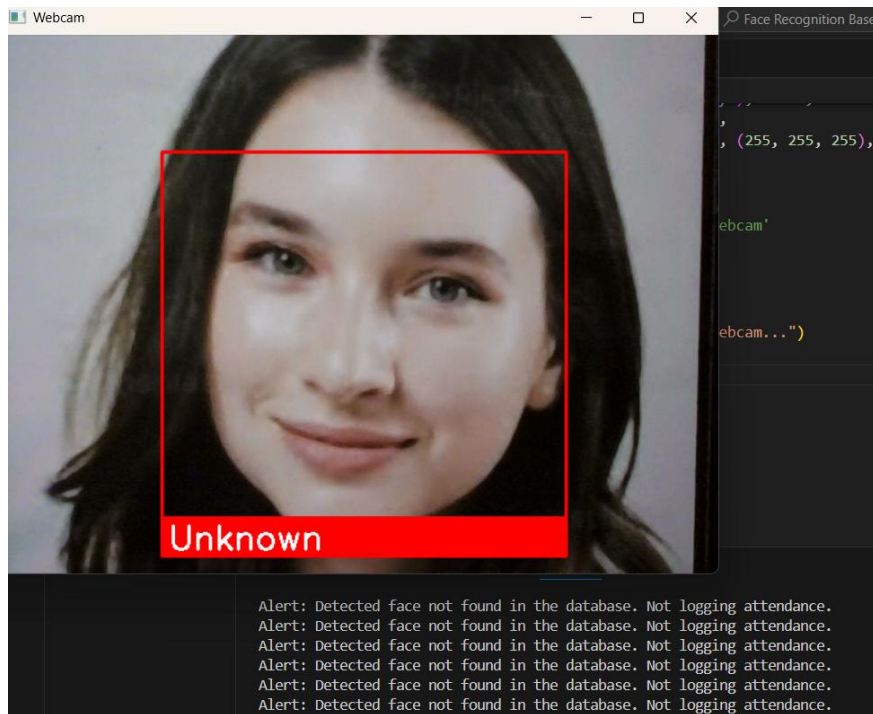 Webcam
Face Recognition Base
, (255, 255, 255),
ebcam'
ebcam...")
Unknown
Alert: Detected face not found in the database. Not logging attendance.
Alert: Detected face not found in the database. Not logging attendance.
Alert: Detected face not found in the database. Not logging attendance.
Alert: Detected face not found in the database. Not logging attendance.
Alert: Detected face not found in the database. Not logging attendance.
Alert: Detected face not found in the database. Not logging attendance.